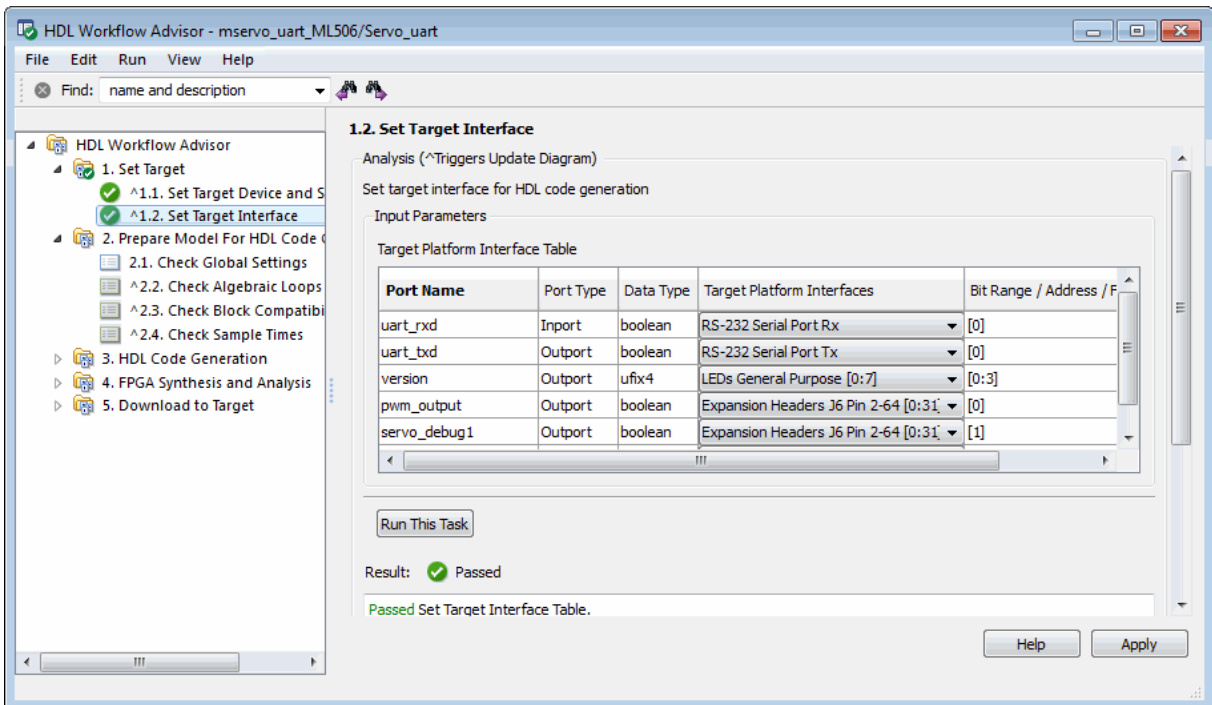 HDL Workflow Advisor - mservo_uart_ML506/Servo_uart
File Edit Run View Help
Find: name and description
HDL Workflow Advisor
1. Set Target
^1.1. Set Target Device and S
^1.2. Set Target Interface
2. Prepare Model For HDL Code
2.1. Check Global Settings
^2.2. Check Algebraic Loops
^2.3. Check Block Compatibi
^2.4. Check Sample Times
3. HDL Code Generation
4. FPGA Synthesis and Analysis
5. Download to Target
1.2. Set Target Interface
Analysis (^Triggers Update Diagram)
Set target interface for HDL code generation
Input Parameters
Target Platform Interface Table
Port Name Port Type Data Type Target Platform Interfaces Bit Range / Address / F
uart_rxd Inport boolean RS-232 Serial Port Rx [0]
uart_txd Outport boolean RS-232 Serial Port Tx [0]
version Outport ufix4 LEDs General Purpose [0:7] [0:3]
pwm_output Outport boolean Expansion Headers J6 Pin 2-64 [0:31] [0]
servo_debug1 Outport boolean Expansion Headers J6 Pin 2-64 [0:31] [1]
Run This Task
Result: Passed
Passed Set Target Interface Table.
Help Apply